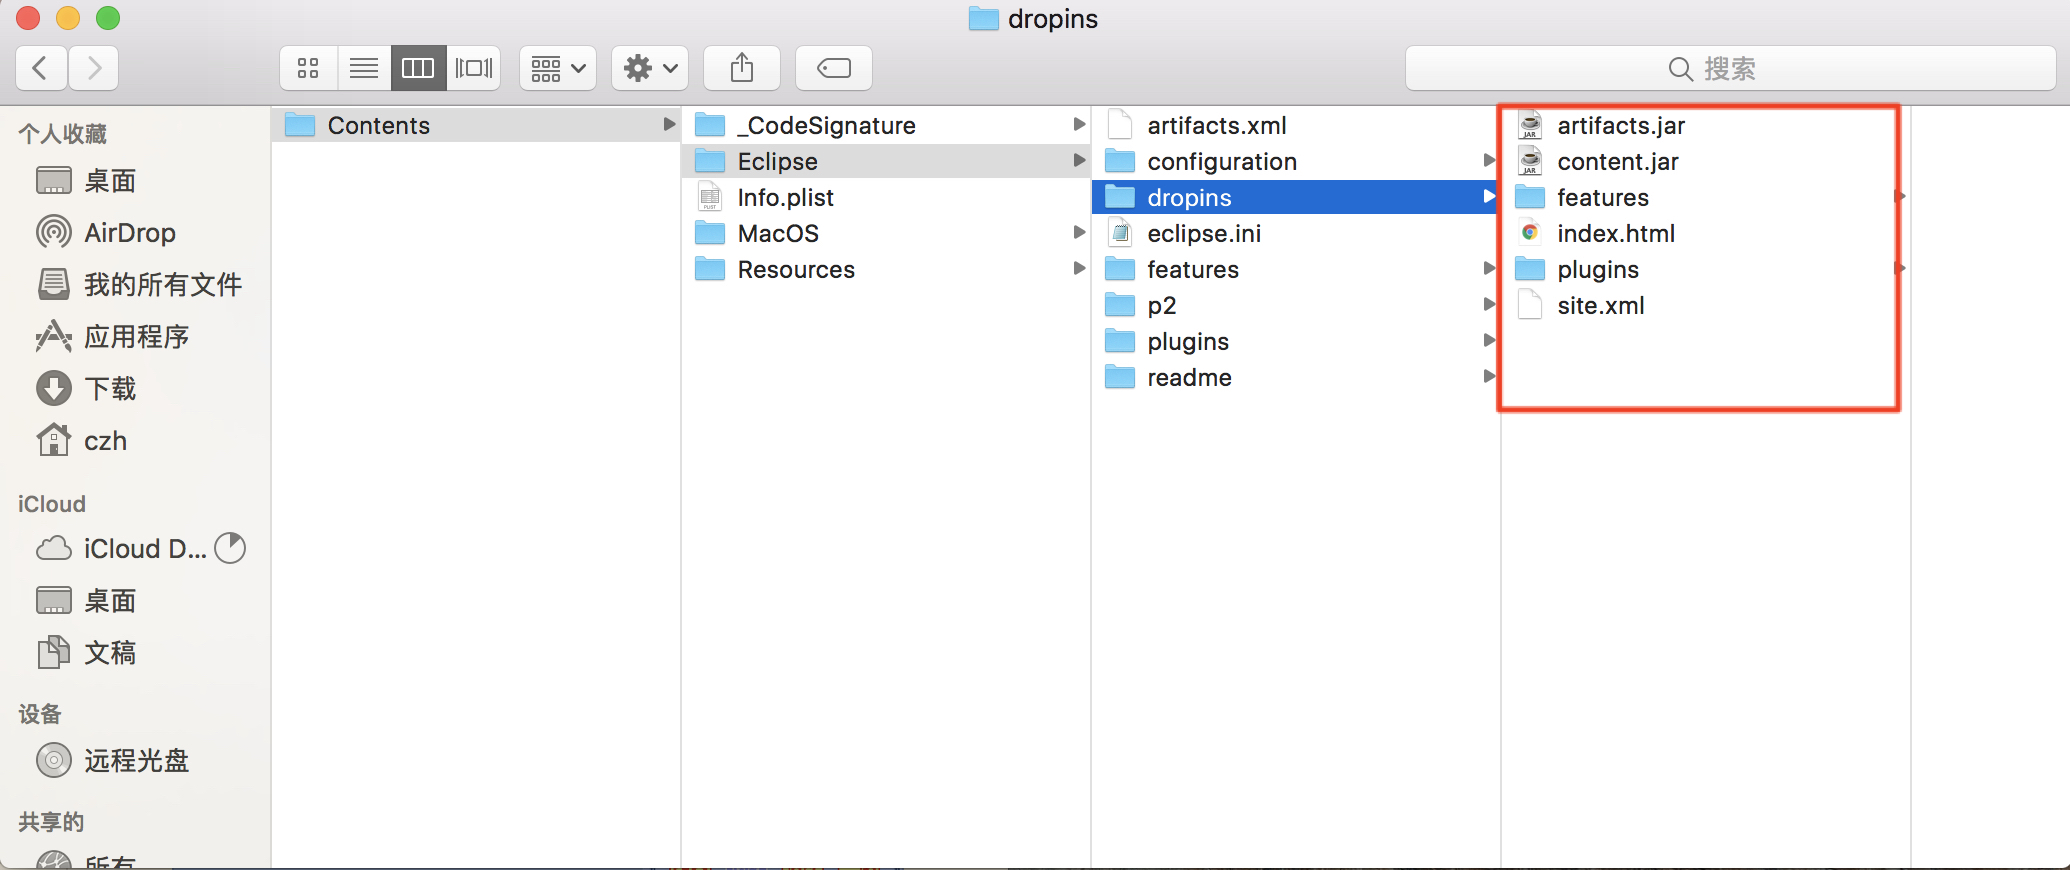 dropins
搜索
个人收藏
桌面
AirDrop
我的所有文件
应用程序
下载
czh
iCloud
iCloud D...
桌面
文稿
设备
远程光盘
共享的
所有
Contents
_CodeSignature
Eclipse
Info.plist
MacOS
Resources
artifacts.xml
configuration
dropins
eclipse.ini
features
p2
plugins
readme
artifacts.jar
content.jar
features
index.html
plugins
site.xml